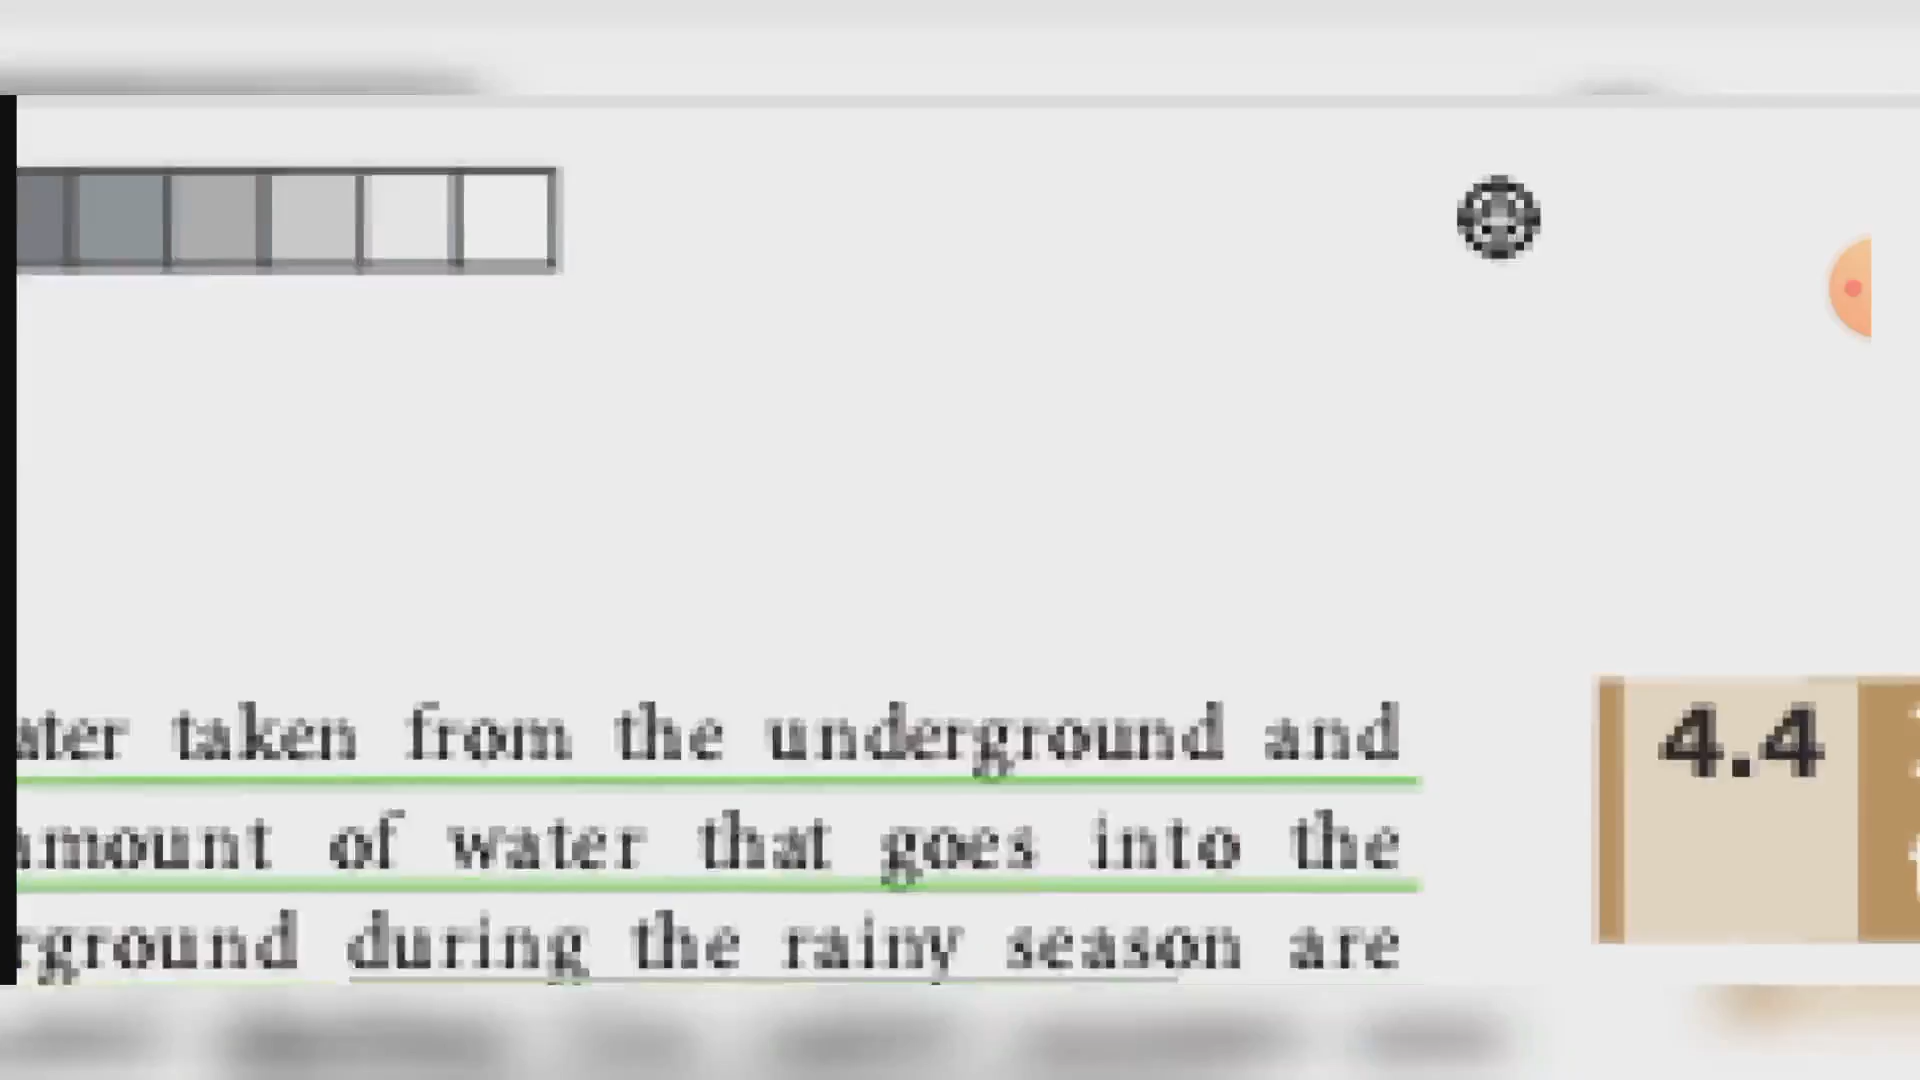 ater taken from the underground and
amount of water that goes into the
rground during the rainy season are
4.4